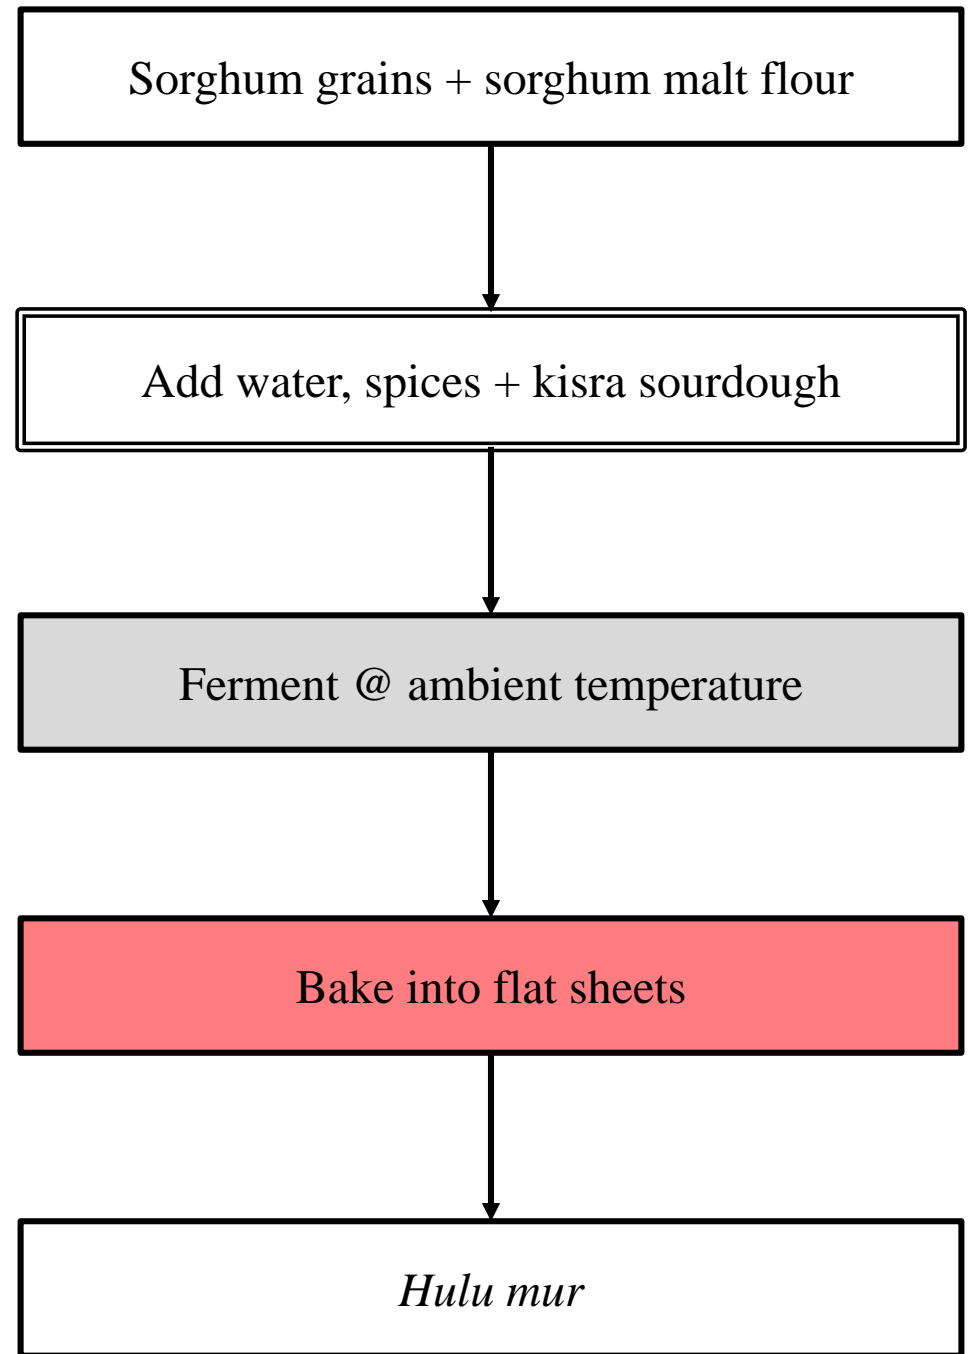 Sorghum grains + sorghum malt flour
Add water, spices + kisra sourdough
Ferment @ ambient temperature
Bake into flat sheets
Hulu mur